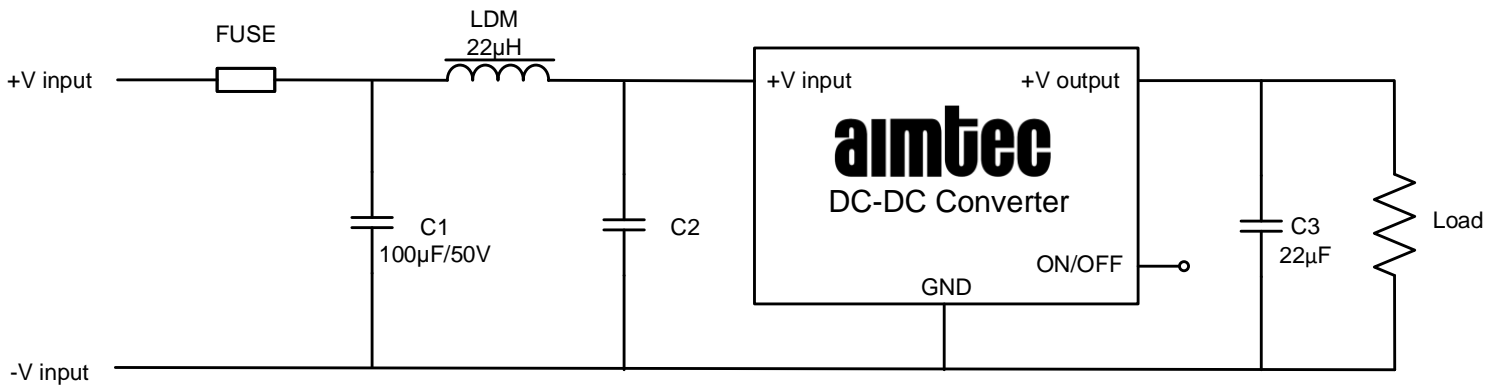 FUSE
LDM
22µH
+V input
+V input
+V output
aimtec
DC-DC Converter
C1
100µF/50V
C2
C3
22µF
Load
ON/OFF
GND
-V input